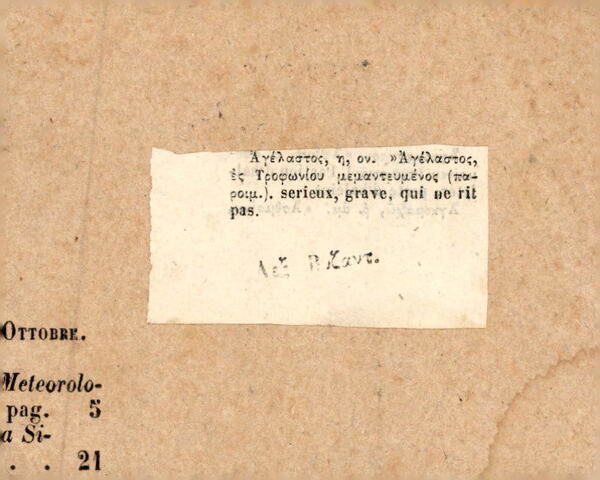 Ἀγέλαστος, η, ον. »Ἀγέλαστος,
ἐς Τροφωνίου μεμαντευμένος (πα-
ροιμ.). serieux, grave, qui ne rit
pas.
Λεξ Βζαντ.
OTTOBRE.
Meteorolo-
pag. 5
a Si-
. . 21